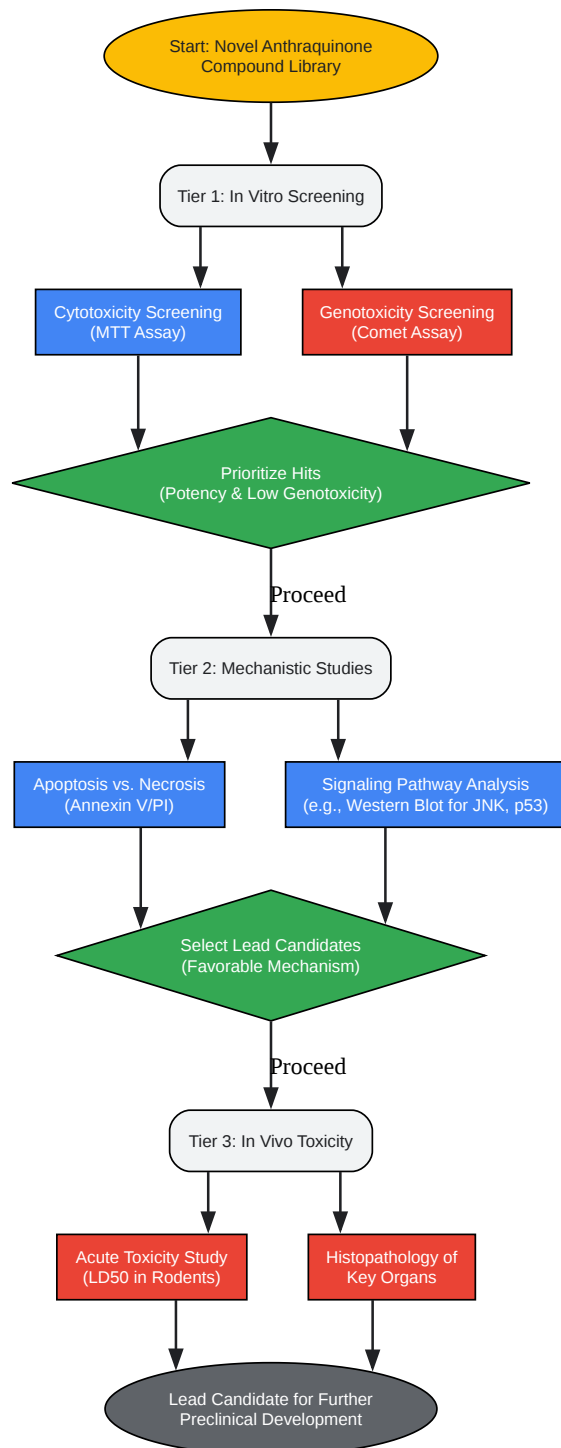 Start: Novel Anthraquinone
Compound Library
Tier 1: In Vitro Screening
Cytotoxicity Screening
(MTT Assay)
Genotoxicity Screening
(Comet Assay)
Prioritize Hits
(Potency & Low Genotoxicity)
Proceed
Tier 2: Mechanistic Studies
Apoptosis vs. Necrosis
(Annexin V/PI)
Signaling Pathway Analysis
(e.g., Western Blot for JNK, p53)
Select Lead Candidates
(Favorable Mechanism)
Proceed
Tier 3: In Vivo Toxicity
Acute Toxicity Study
(LD50 in Rodents)
Histopathology of
Key Organs
Lead Candidate for Further
Preclinical Development